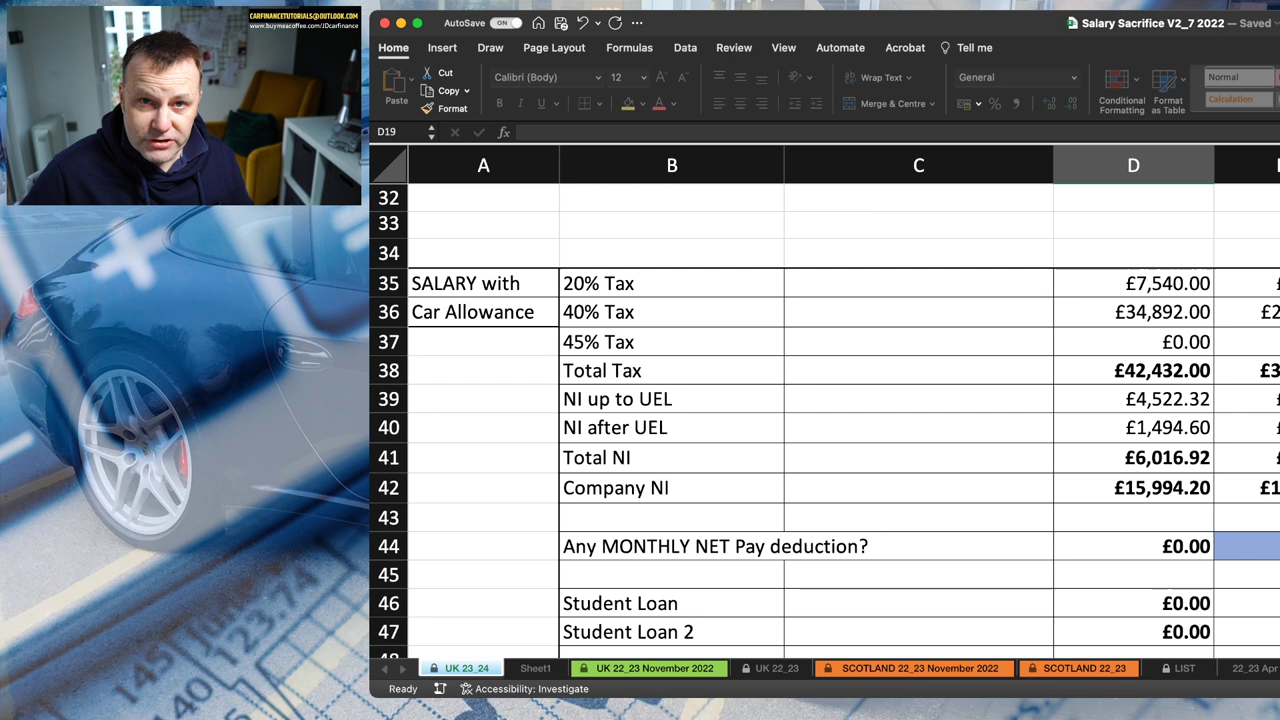 CARFINANCETUTORIALS@OUTLOOK.COM
www.buymeacoffee.com/JDcarfinance
AutoSave ON
Salary Sacrifice V2_7 2022 — Saved
Home Insert Draw Page Layout Formulas Data Review View Automate Acrobat Tell me
Paste
Cut
Copy
Format
Calibri (Body) 12 A^ A˅
B I U A
Wrap Text
Merge & Centre
General
Conditional Formatting
Format as Table
Normal
Calculation
D19 fx
A B C D
32
33
34
35 SALARY with 20% Tax £7,540.00
36 Car Allowance 40% Tax £34,892.00 £2
37 45% Tax £0.00
38 Total Tax £42,432.00 £3
39 NI up to UEL £4,522.32
40 NI after UEL £1,494.60
41 Total NI £6,016.92
42 Company NI £15,994.20 £1
43
44 Any MONTHLY NET Pay deduction? £0.00
45
46 Student Loan £0.00
47 Student Loan 2 £0.00
UK 23_24 Sheet1 UK 22_23 November 2022 UK 22_23 SCOTLAND 22_23 November 2022 SCOTLAND 22_23 LIST 22_23 Apr
Ready Accessibility: Investigate